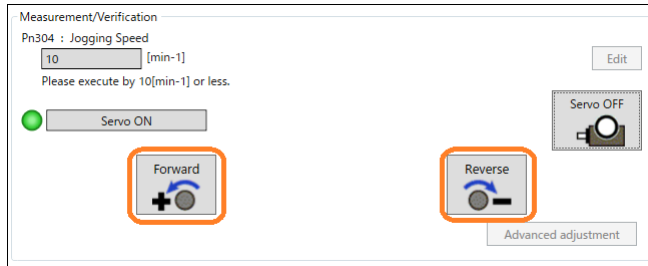 Measurement/Verification
Pn304 : Jogging Speed
10 [min-1]
Edit
Please execute by 10[min-1] or less.
Servo OFF
Servo ON
Forward
Reverse
Advanced adjustment